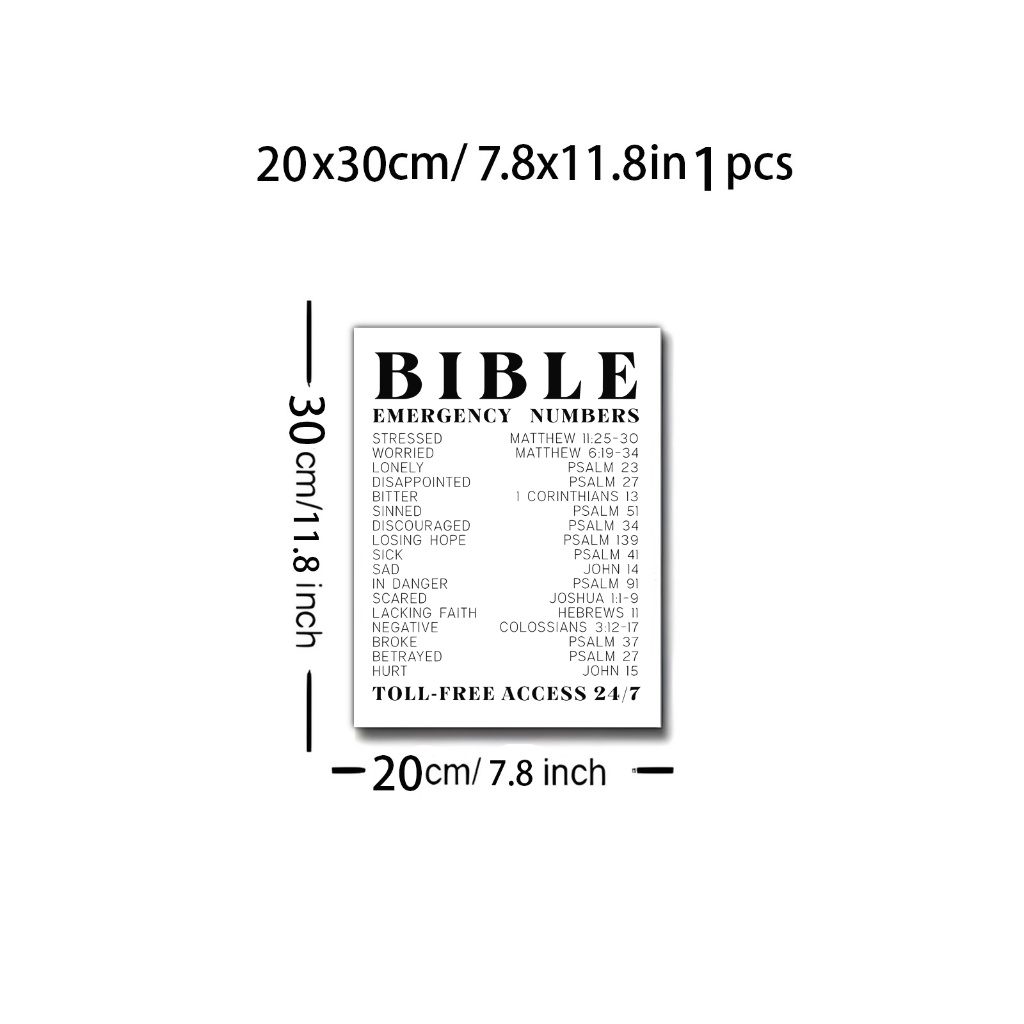 20x30cm/ 7.8x11.8in 1 pcs
BIBLE
EMERGENCY NUMBERS
STRESSED MATTHEW 11:25-30
WORRIED MATTHEW 6:19-34
LONELY PSALM 23
DISAPPOINTED PSALM 27
BITTER 1 CORINTHIANS 13
SINNED PSALM 51
DISCOURAGED PSALM 34
LOSING HOPE PSALM 139
SICK PSALM 41
SAD JOHN 14
IN DANGER PSALM 91
SCARED JOSHUA 1:1-9
LACKING FAITH HEBREWS 11
NEGATIVE COLOSSIANS 3:12-17
BROKE PSALM 37
BETRAYED PSALM 27
HURT JOHN 15
TOLL-FREE ACCESS 24/7
30cm/11.8 inch
20cm/ 7.8 inch